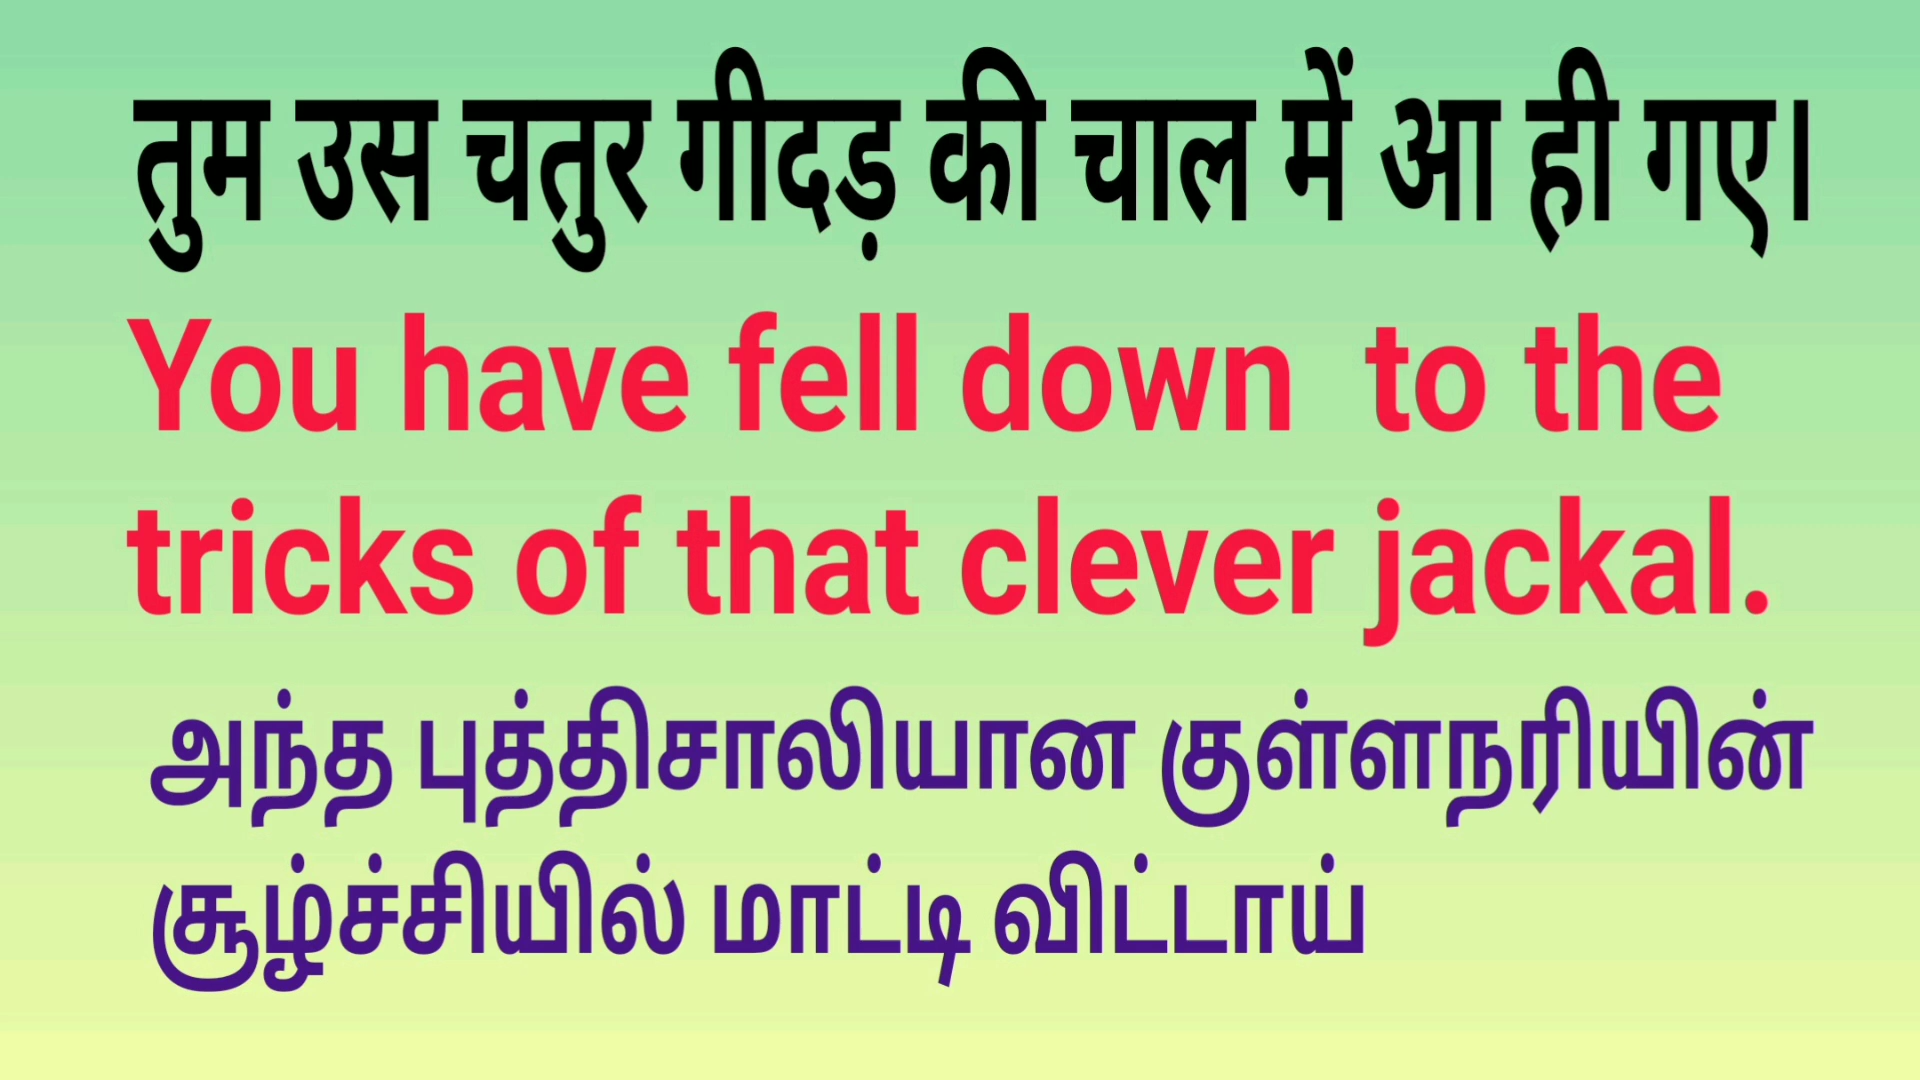 तुम उस चतुर गीदड़ की चाल में आ ही गए।
You have fell down to the
tricks of that clever jackal.
அந்த புத்திசாலியான குள்ளநரியின்
சூழ்ச்சியில் மாட்டி விட்டாய்